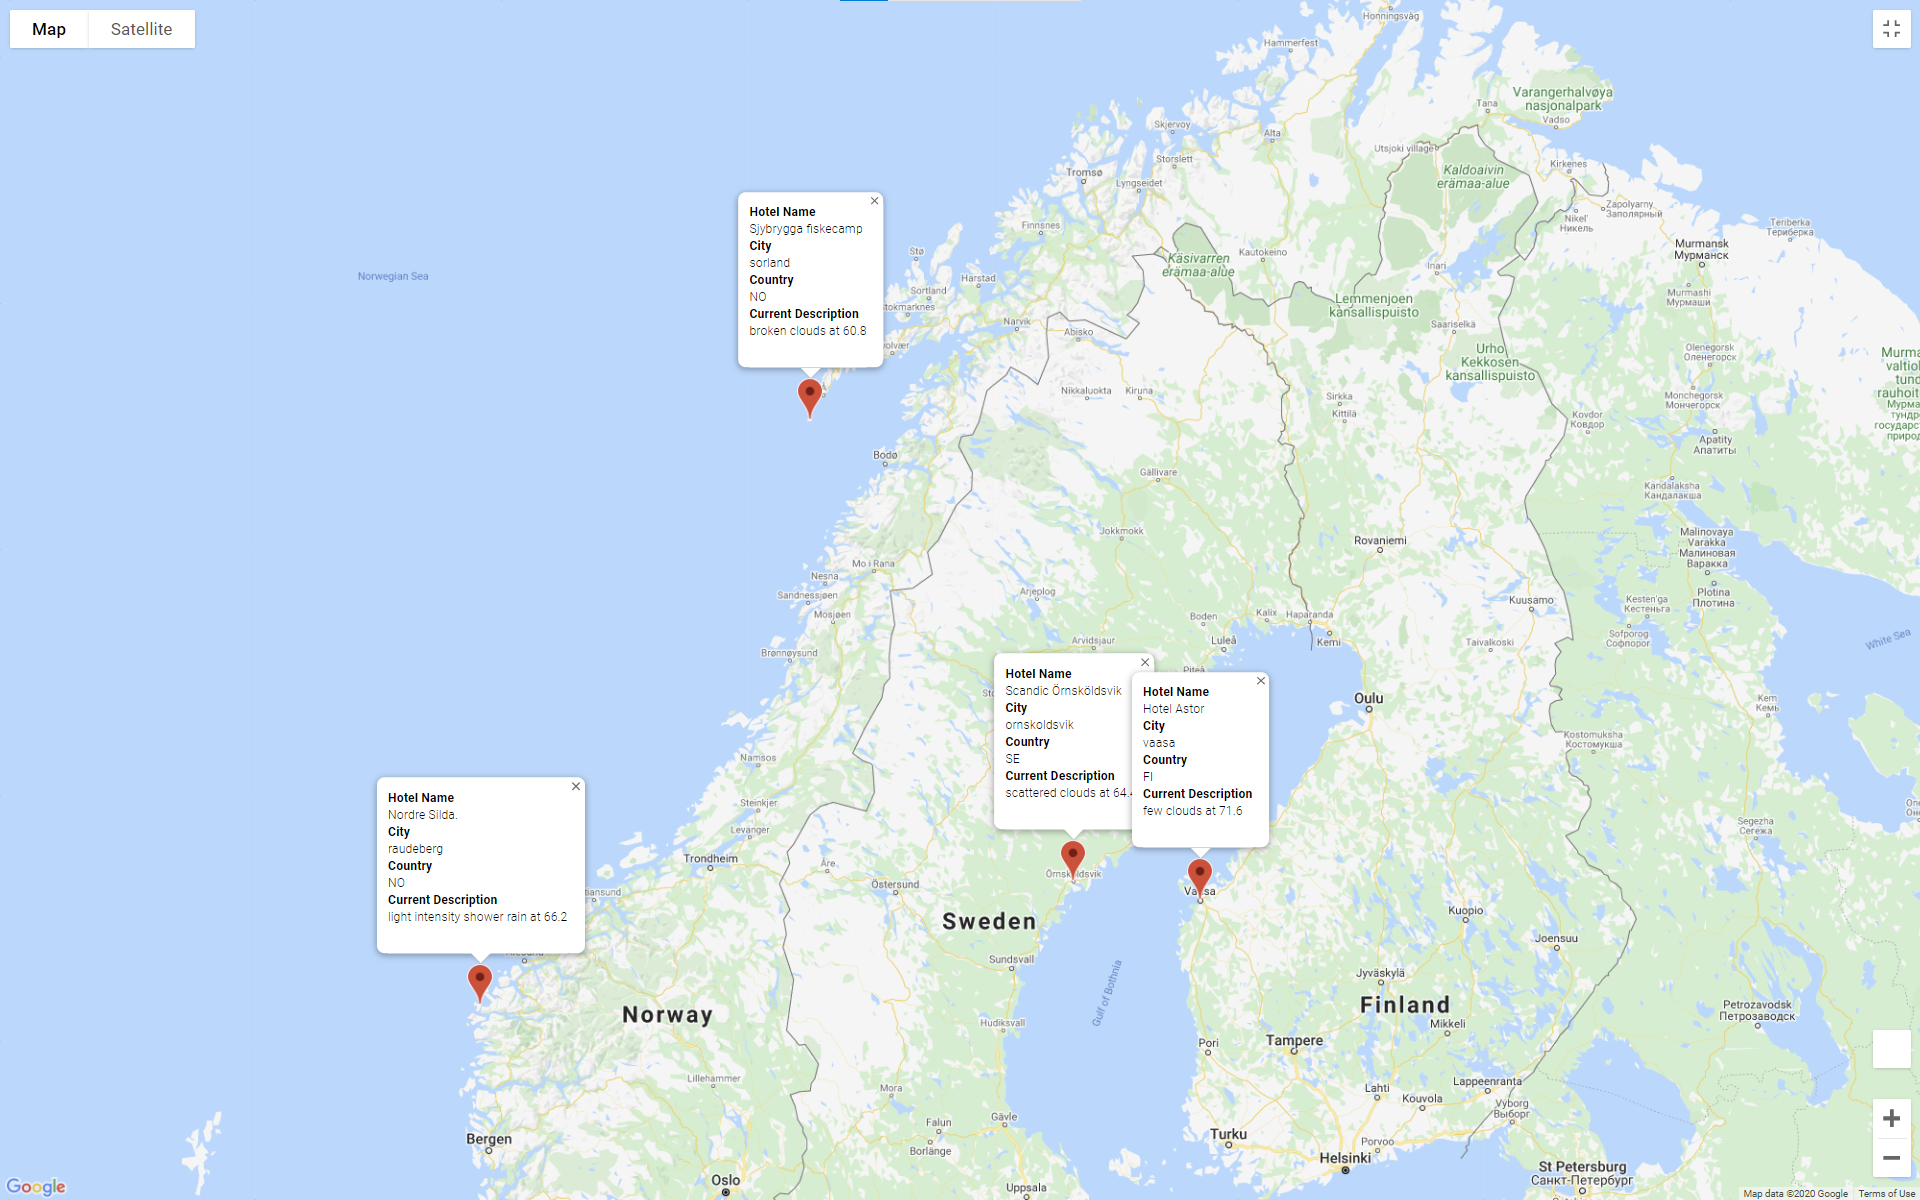 Map
Satellite
Honningsvåg
Hammerfest
Varangerhalvøya
nasjonalpark
Tana
Vadsø
Skjervoy
Alta
Utsjoki village
Storslett
Kirkenes
Tromsø
Lyngseidet
Kaldoaivin
erämaa-alue
Zapolyarny
Заполярный
Nikel'
Никель
Teriberka
Териберка
Finnsnes
Murmansk
Мурманск
Stø
Kautokeino
Käsivarren
erämaa-alue
Inari
Harstad
Sortland
Norwegian Sea
Murmashi
Мурмаши
Lemmenjoen
kansallispuisto
Narvik
Abisko
Saariselka
Urho
Kekkosen
kansallispuisto
Olenegorsk
Оленегорск
Hotel Name
Sjybrygga fiskecamp
City
sorland
Country
NO
Current Description
broken clouds at 60.8
Nikkaluokta
Kiruna
Sirkka
Kittilä
Monchegorsk
Мончегорск
Kovdor
Ковдор
Apatity
Апатиты
Bodø
Gällivare
Kandalaksha
Кандалакша
Jokkmokk
Rovaniemi
Malinovaya
Varakka
Малиновая
Варакка
Mo i Rana
Nesna
Sandnessjøen
Mosjøen
Arjeplog
Boden
Kalix
Haparanda
Kuusamo
Kesten'ga
Кестеньга
Plotina
Плотина
Arvidsjaur
Luleå
Kemi
Taivalkoski
Sofporog
Софпорог
White Sea
Brønnøysund
Piteå
Hotel Name
Scandic Örnsköldsvik
City
ornskoldsvik
Country
SE
Current Description
scattered clouds at 64.4
Hotel Name
Hotel Astor
City
vaasa
Country
FI
Current Description
few clouds at 71.6
Oulu
Kem
Кемь
Kostomuksha
Костомукша
Namsos
Steinkjer
Levanger
Segezha
Сегежа
Hotel Name
Nordre Silda.
City
raudeberg
Country
NO
Current Description
light intensity shower rain at 66.2
Trondheim
Åre
Östersund
Örnsköldsvik
Vaasa
Sweden
Kuopio
Joensuu
Sundsvall
Jyväskylä
Gulf of Bothnia
Norway
Finland
Mikkeli
Petrozavodsk
Петрозаводск
Hudiksvall
Pori
Tampere
Lillehammer
Mora
Lahti
Lappeenranta
Kouvola
Vyborg
Выборг
Falun
Gävle
Bergen
Borlänge
Turku
Porvoo
Helsinki
Oslo
Uppsala
St Petersburg
Санкт-Петербург
Google
Map data ©2020 Google
Terms of Use